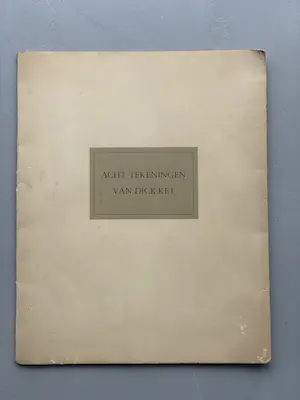 ACHT TEKENINGEN
VAN DICK KET